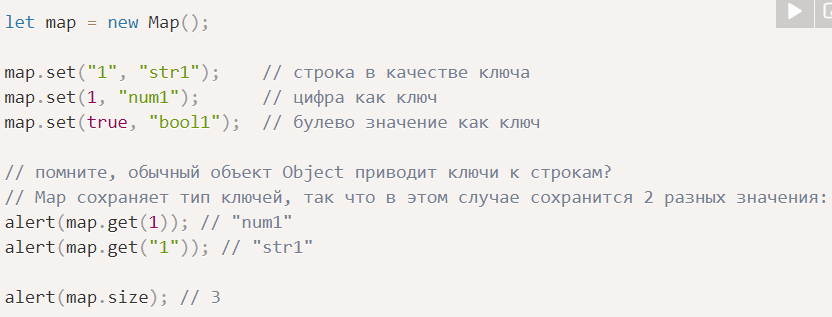 let map = new Map();
map.set("1", "str1");    // строка в качестве ключа
map.set(1, "num1");      // цифра как ключ
map.set(true, "bool1");  // булево значение как ключ
// помните, обычный объект Object приводит ключи к строкам?
// Map сохраняет тип ключей, так что в этом случае сохранится 2 разных значения:
alert(map.get(1)); // "num1"
alert(map.get("1")); // "str1"
alert(map.size); // 3